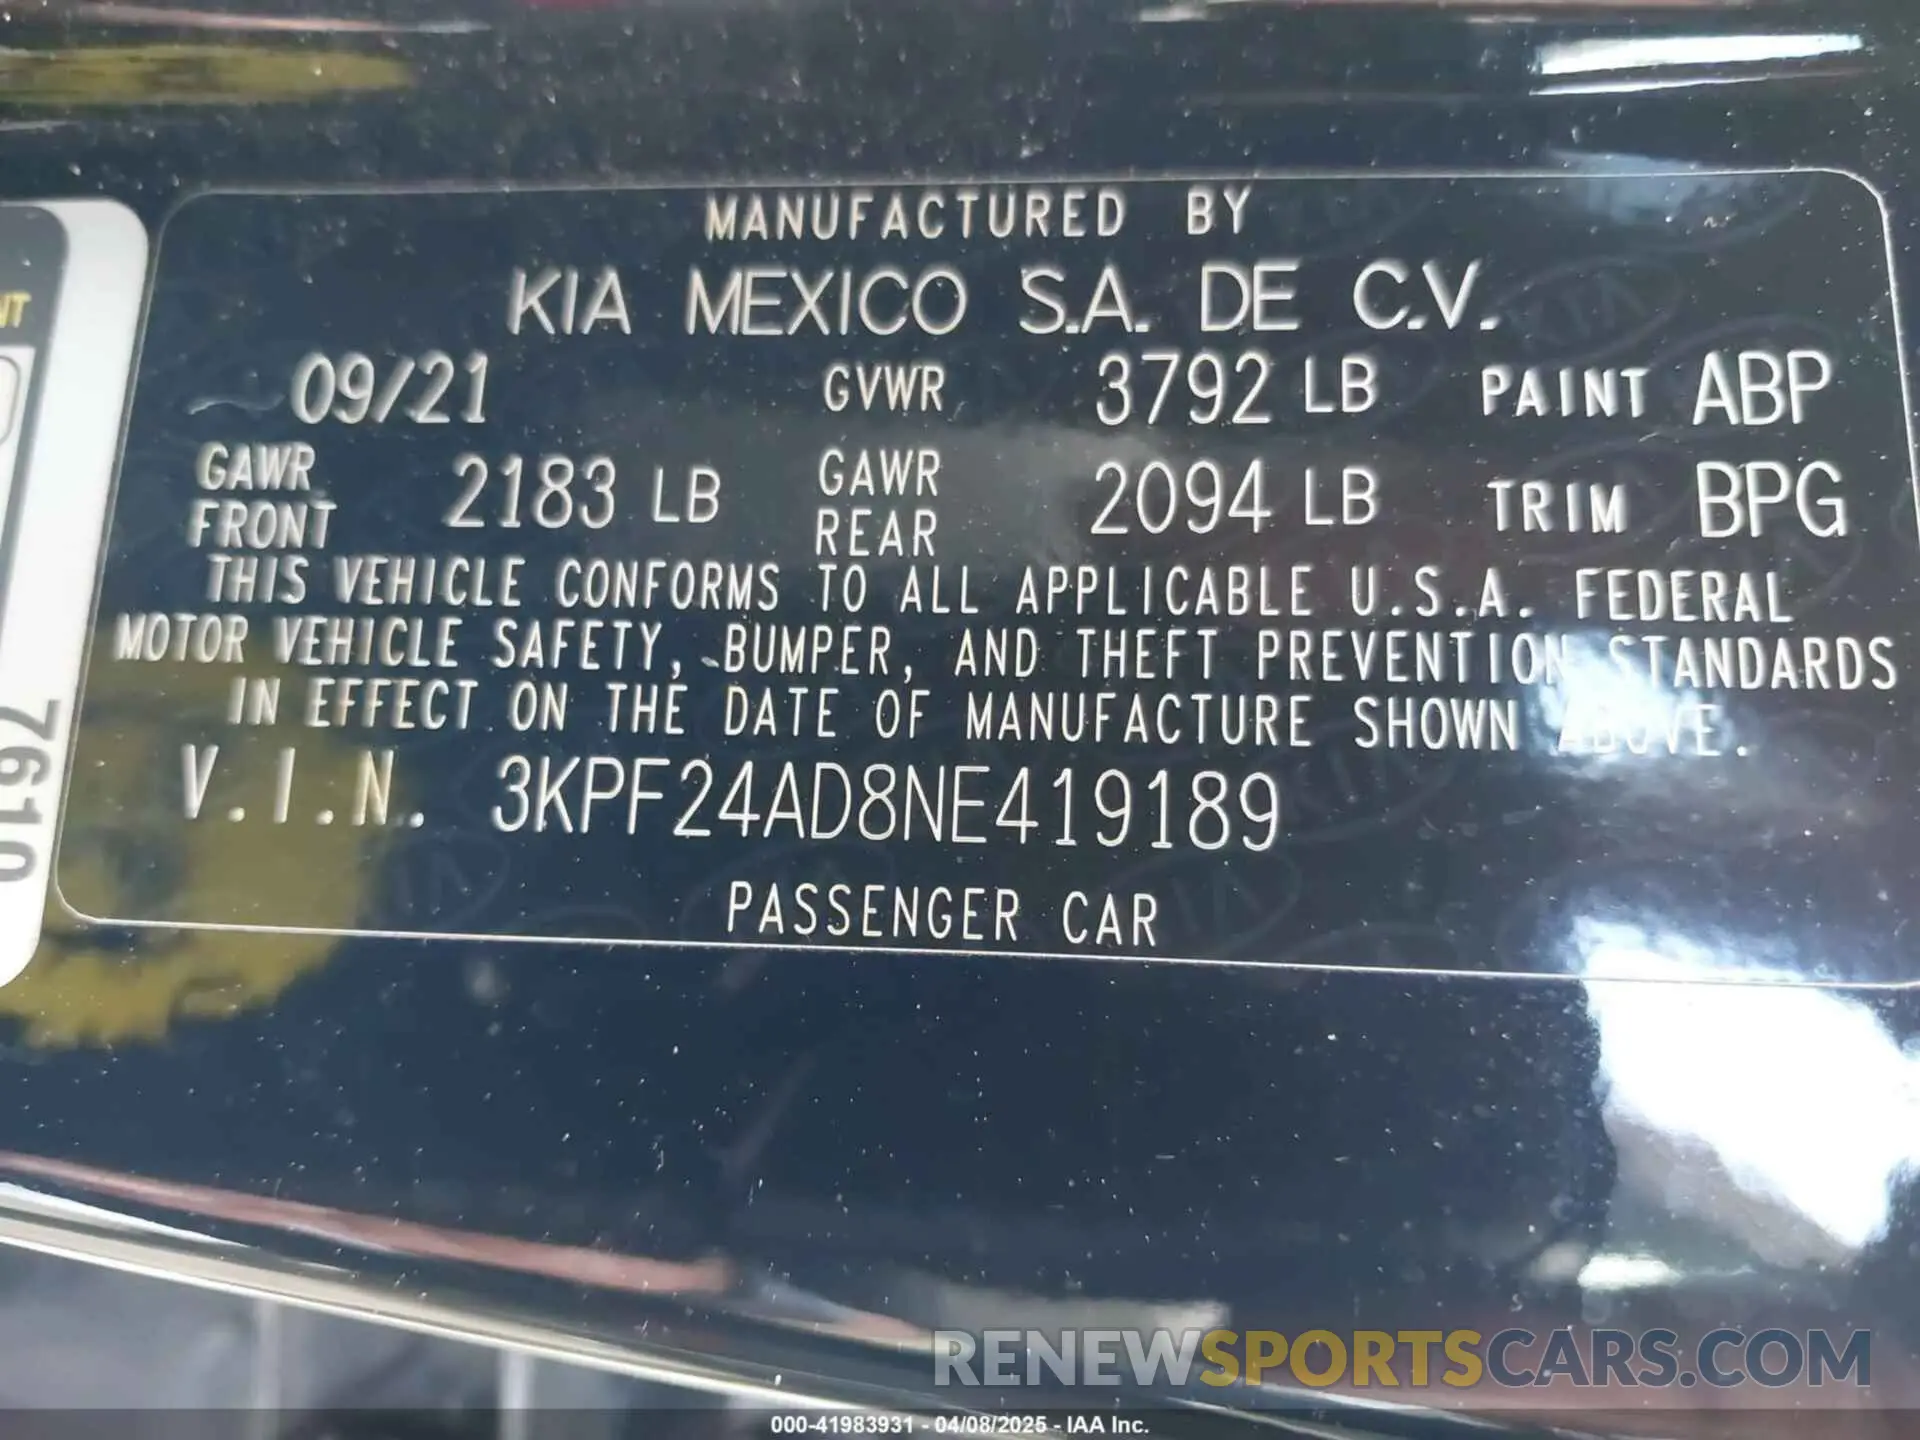 MANUFACTURED BY
KIA MEXICO S.A. DE C.V.
09/21 GVWR 3792 LB PAINT ABP
GAWR FRONT 2183 LB GAWR REAR 2094 LB TRIM BPG
THIS VEHICLE CONFORMS TO ALL APPLICABLE U.S.A. FEDERAL
MOTOR VEHICLE SAFETY, BUMPER, AND THEFT PREVENTION STANDARDS
IN EFFECT ON THE DATE OF MANUFACTURE SHOWN ABOVE.
V.I.N. 3KPF24AD8NE419189
PASSENGER CAR
NT
7610
RENEWSPORTSCARS.COM
000-41983931 - 04/08/2025 - IAA Inc.